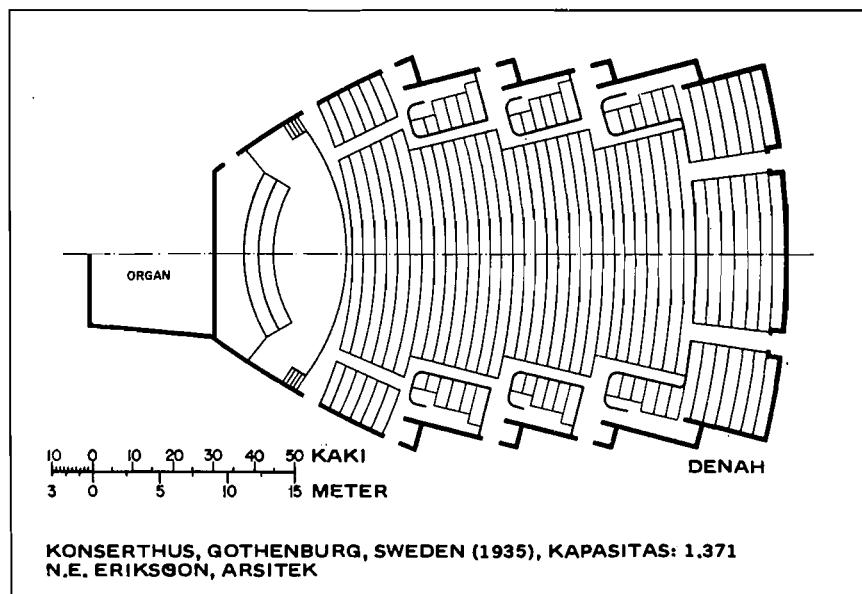 ORGAN
10 0 10 20 30 40 50 KAKI
3 0 5 10 15 METER
DENAH
KONSERTHUS, GOTHENBURG, SWEDEN (1935), KAPASITAS: 1.371
N.E. ERIKSSON, ARSITEK